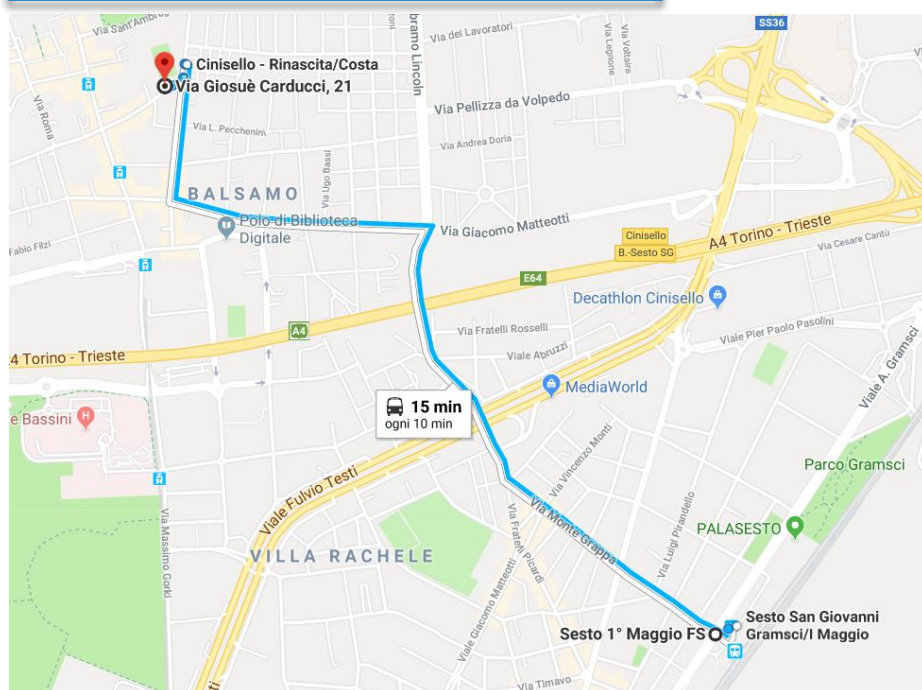 SS36
Via Sant'Ambro
Via dei Lavoratori
Via Legnone
Via Voltaire
bramo Lincoln
Cinisello - Rinascita/Costa
Via Giosuè Carducci, 21
Via Roma
Via Pellizza da Volpedo
Via L. Pecchenin
Via Andrea Doria
Via Ugo Bassi
BALSAMO
Polo di Biblioteca
Digitale
Via Giacomo Matteotti
Fabio Filzi
Cinisello
B.-Sesto SG
A4 Torino - Trieste
Via Cesare Cantù
E64
Decathlon Cinisello
A4
Via Fratelli Rosselli
Viale Pier Paolo Pasolini
4 Torino - Trieste
Viale Abruzzi
Viale A. Gramsci
MediaWorld
15 min
ogni 10 min
e Bassini
H
Via Vincenzo Monti
Parco Gramsci
Viale Fulvio Testi
Via Massimo Gorki
Via Monte Grappa
Via Luigi Pirandello
PALASESTO
Via Fratelli Picardi
VILLA RACHELE
Viale Giacomo Matteotti
Sesto San Giovanni
Gramsci/I Maggio
Sesto 1° Maggio FS
Via Timavo
ti